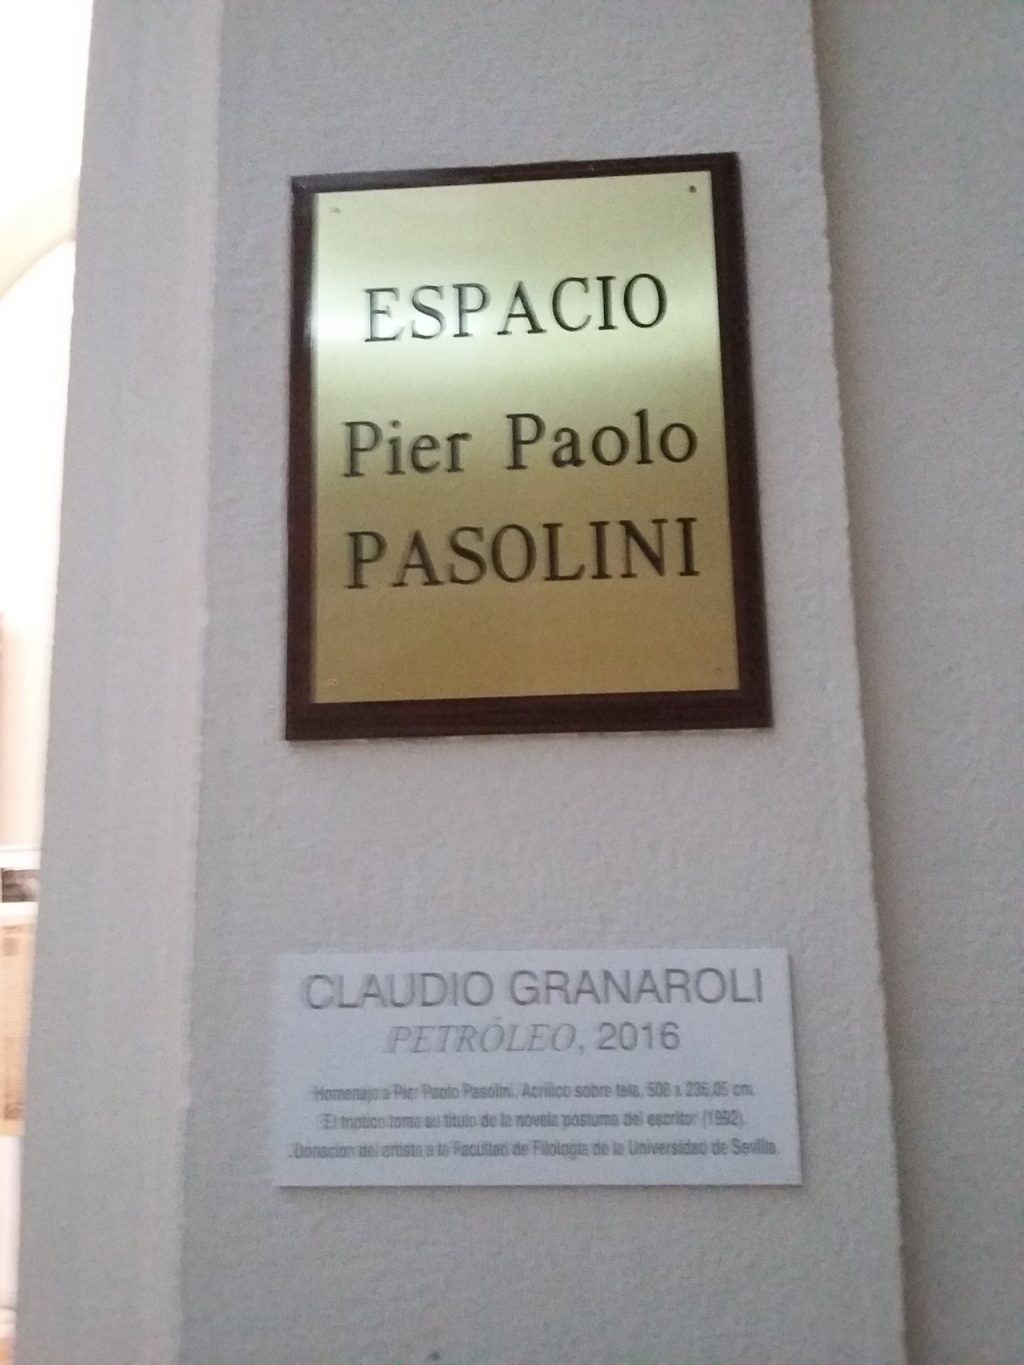 ESPACIO
Pier Paolo
PASOLINI
CLAUDIO GRANAROLI
PETRÓLEO, 2016
Homenaje a Pier Paolo Pasolini. Acrílico sobre tela, 508 x 236,05 cm.
El tríptico toma su título de la novela póstuma del escritor (1992).
Donación del artista a la Facultad de Filología de la Universidad de Sevilla.